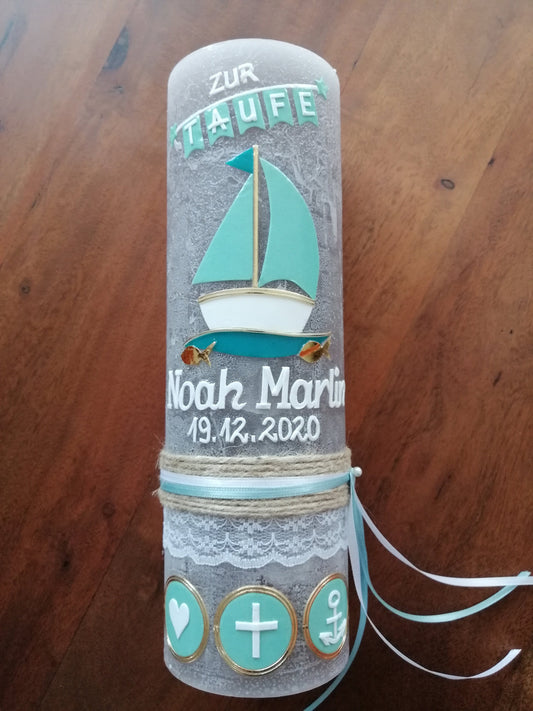 ZUR
TAUFE
Noah Marlin
19.12.2020